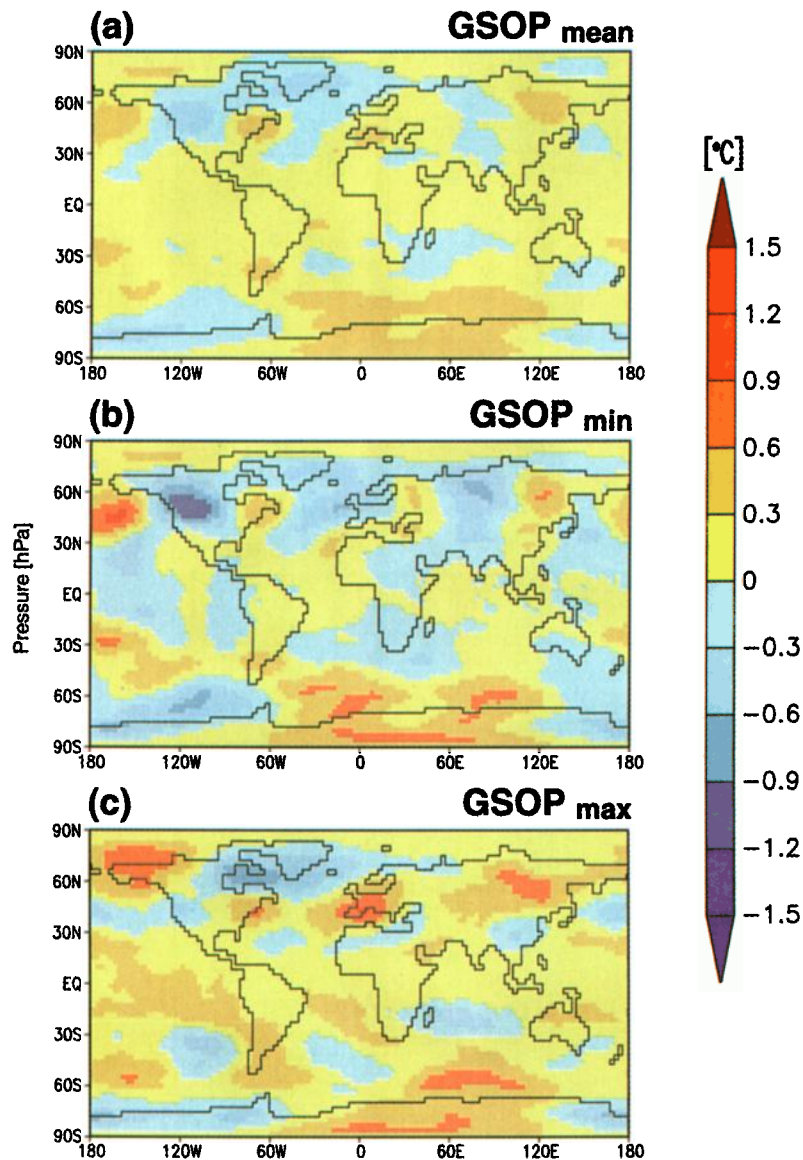 (a) GSOP mean
90N
60N
30N
EQ
30S
60S
90S
180 120W 60W 0 60E 120E 180
(b) GSOP min
90N
60N
30N
EQ
30S
60S
90S
180 120W 60W 0 60E 120E 180
Pressure [hPa]
(c) GSOP max
90N
60N
30N
EQ
30S
60S
90S
180 120W 60W 0 60E 120E 180
[°C]
1.5
1.2
0.9
0.6
0.3
0
−0.3
−0.6
−0.9
−1.2
−1.5